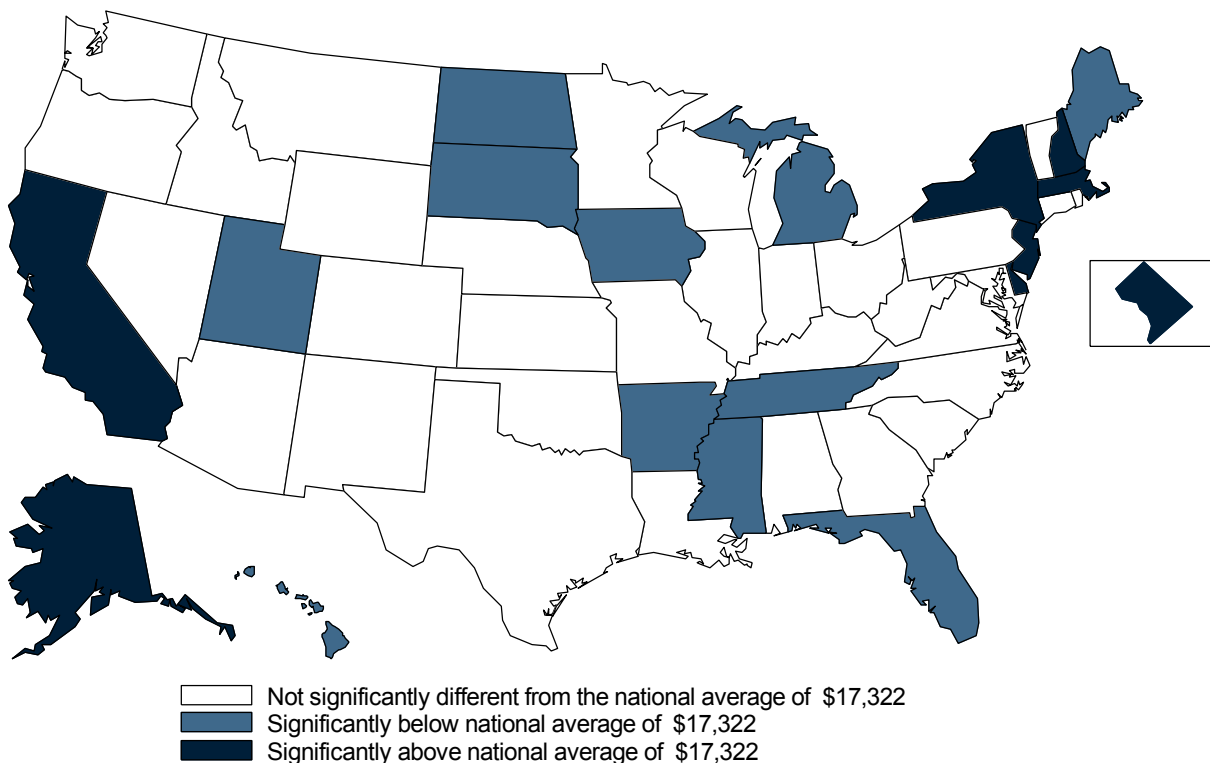 Not significantly different from the national average of $17,322
Significantly below national average of $17,322
Significantly above national average of $17,322